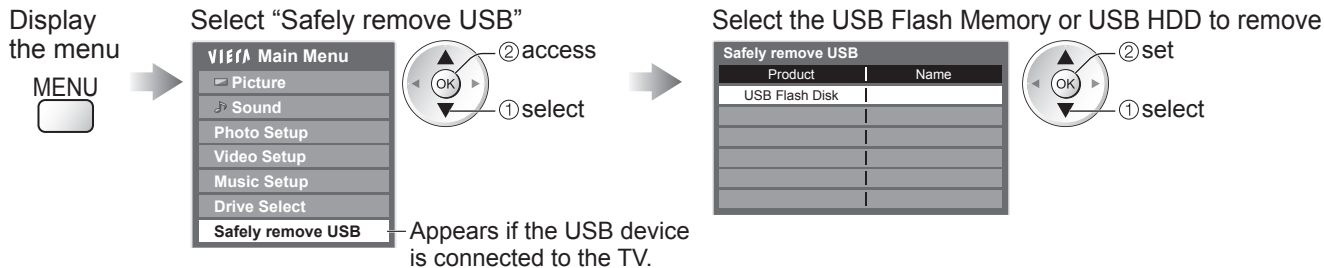 Display
the menu
MENU
Select “Safely remove USB”
VIErA Main Menu
Picture
Sound
Photo Setup
Video Setup
Music Setup
Drive Select
Safely remove USB
OK
②access
①select
Appears if the USB device
is connected to the TV.
Select the USB Flash Memory or USB HDD to remove
Safely remove USB
Product Name
USB Flash Disk
OK
②set
①select